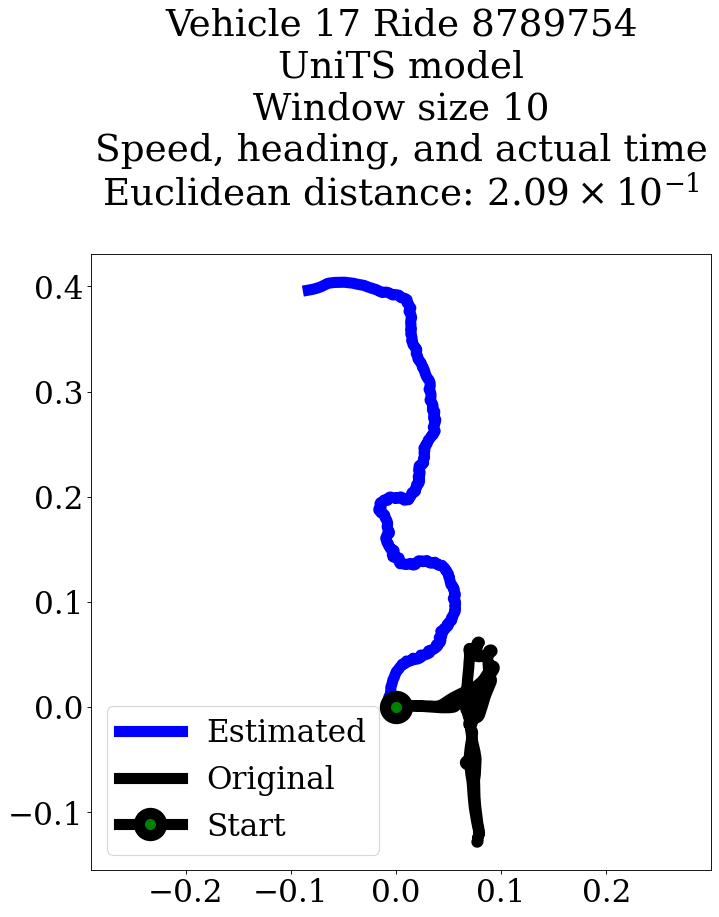 Vehicle 17 Ride 8789754
UniTS model
Window size 10
Speed, heading, and actual time
Euclidean distance: 2.09 × 10⁻¹
0.4
0.3
0.2
0.1
0.0
−0.1
Estimated
Original
Start
−0.2 −0.1 0.0 0.1 0.2